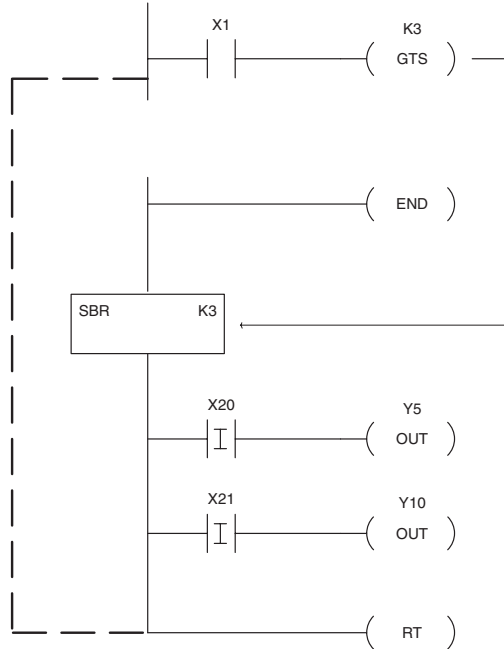 X1 K3
GTS
END
SBR K3
X20 Y5
I OUT
X21 Y10
I OUT
RT